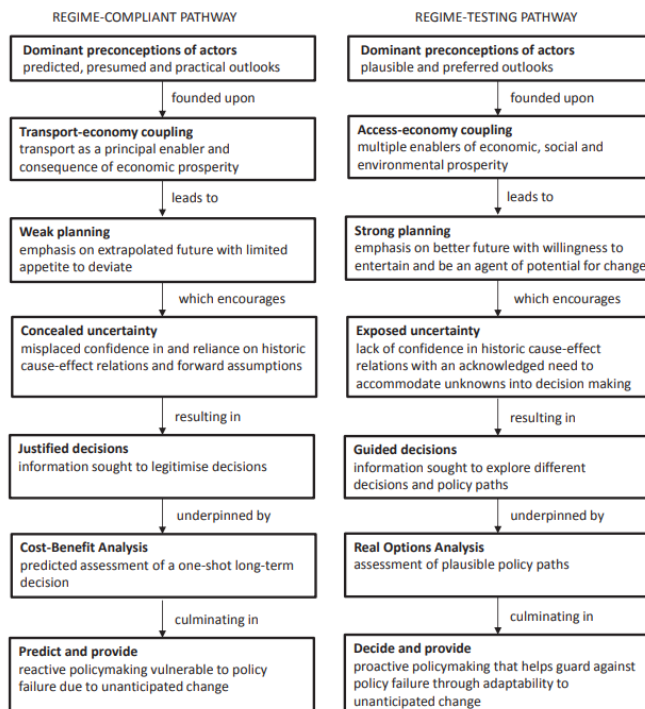 REGIME-COMPLIANT PATHWAY
Dominant preconceptions of actors
predicted, presumed and practical outlooks
founded upon
Transport-economy coupling
transport as a principal enabler and
consequence of economic prosperity
leads to
Weak planning
emphasis on extrapolated future with limited
appetite to deviate
which encourages
Concealed uncertainty
misplaced confidence in and reliance on historic
cause-effect relations and forward assumptions
resulting in
Justified decisions
information sought to legitimise decisions
underpinned by
Cost-Benefit Analysis
predicted assessment of a one-shot long-term
decision
culminating in
Predict and provide
reactive policymaking vulnerable to policy
failure due to unanticipated change
REGIME-TESTING PATHWAY
Dominant preconceptions of actors
plausible and preferred outlooks
founded upon
Access-economy coupling
multiple enablers of economic, social and
environmental prosperity
leads to
Strong planning
emphasis on better future with willingness to
entertain and be an agent of potential for change
which encourages
Exposed uncertainty
lack of confidence in historic cause-effect
relations with an acknowledged need to
accommodate unknowns into decision making
resulting in
Guided decisions
information sought to explore different
decisions and policy paths
underpinned by
Real Options Analysis
assessment of plausible policy paths
culminating in
Decide and provide
proactive policymaking that helps guard against
policy failure through adaptability to
unanticipated change